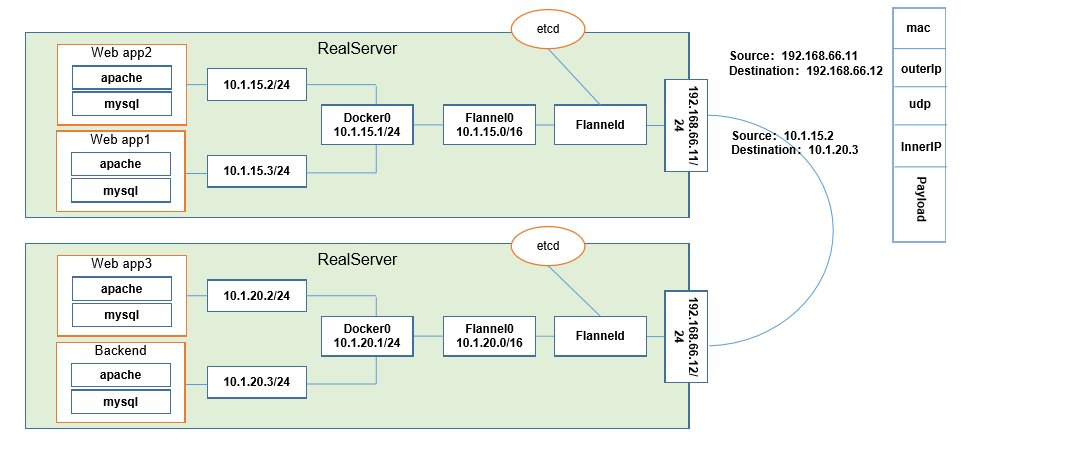 RealServer
etcd
Web app2
apache
mysql
10.1.15.2/24
Web app1
apache
mysql
10.1.15.3/24
Docker0
10.1.15.1/24
Flannel0
10.1.15.0/16
Flanneld
192.168.66.11/
24
Source：192.168.66.11
Destination：192.168.66.12
Source：10.1.15.2
Destination：10.1.20.3
mac
outerIp
udp
InnerIP
Payload
RealServer
etcd
Web app3
apache
mysql
10.1.20.2/24
Backend
apache
mysql
10.1.20.3/24
Docker0
10.1.20.1/24
Flannel0
10.1.20.0/16
Flanneld
192.168.66.12/
24